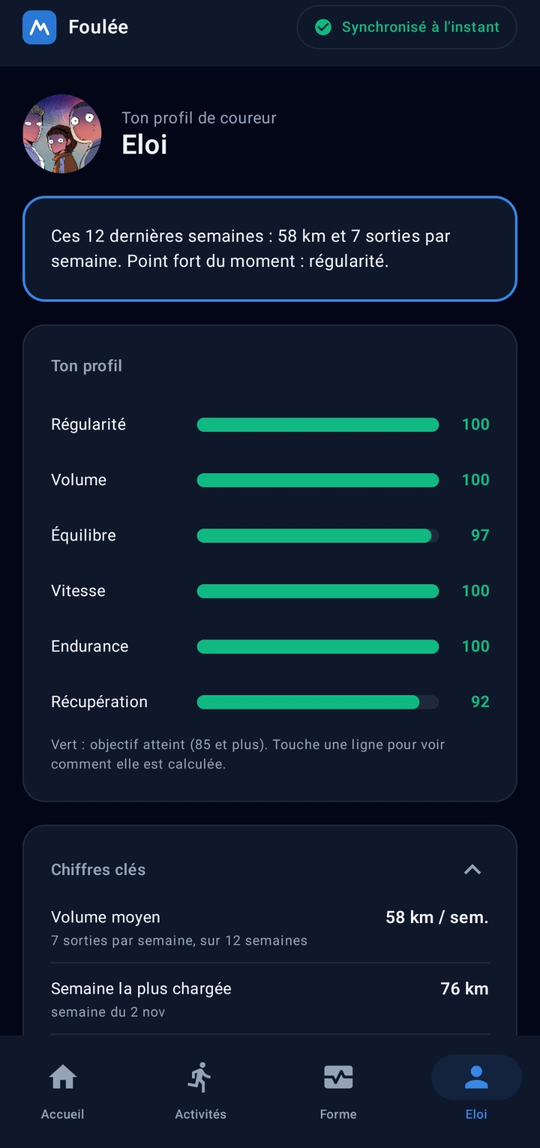 Foulée
Synchronisé à l'instant
Ton profil de coureur
Eloi
Ces 12 dernières semaines : 58 km et 7 sorties par
semaine. Point fort du moment : régularité.
Ton profil
Régularité 100
Volume 100
Équilibre 97
Vitesse 100
Endurance 100
Récupération 92
Vert : objectif atteint (85 et plus). Touche une ligne pour voir
comment elle est calculée.
Chiffres clés
Volume moyen 58 km / sem.
7 sorties par semaine, sur 12 semaines
Semaine la plus chargée 76 km
semaine du 2 nov
Accueil Activités Forme Eloi